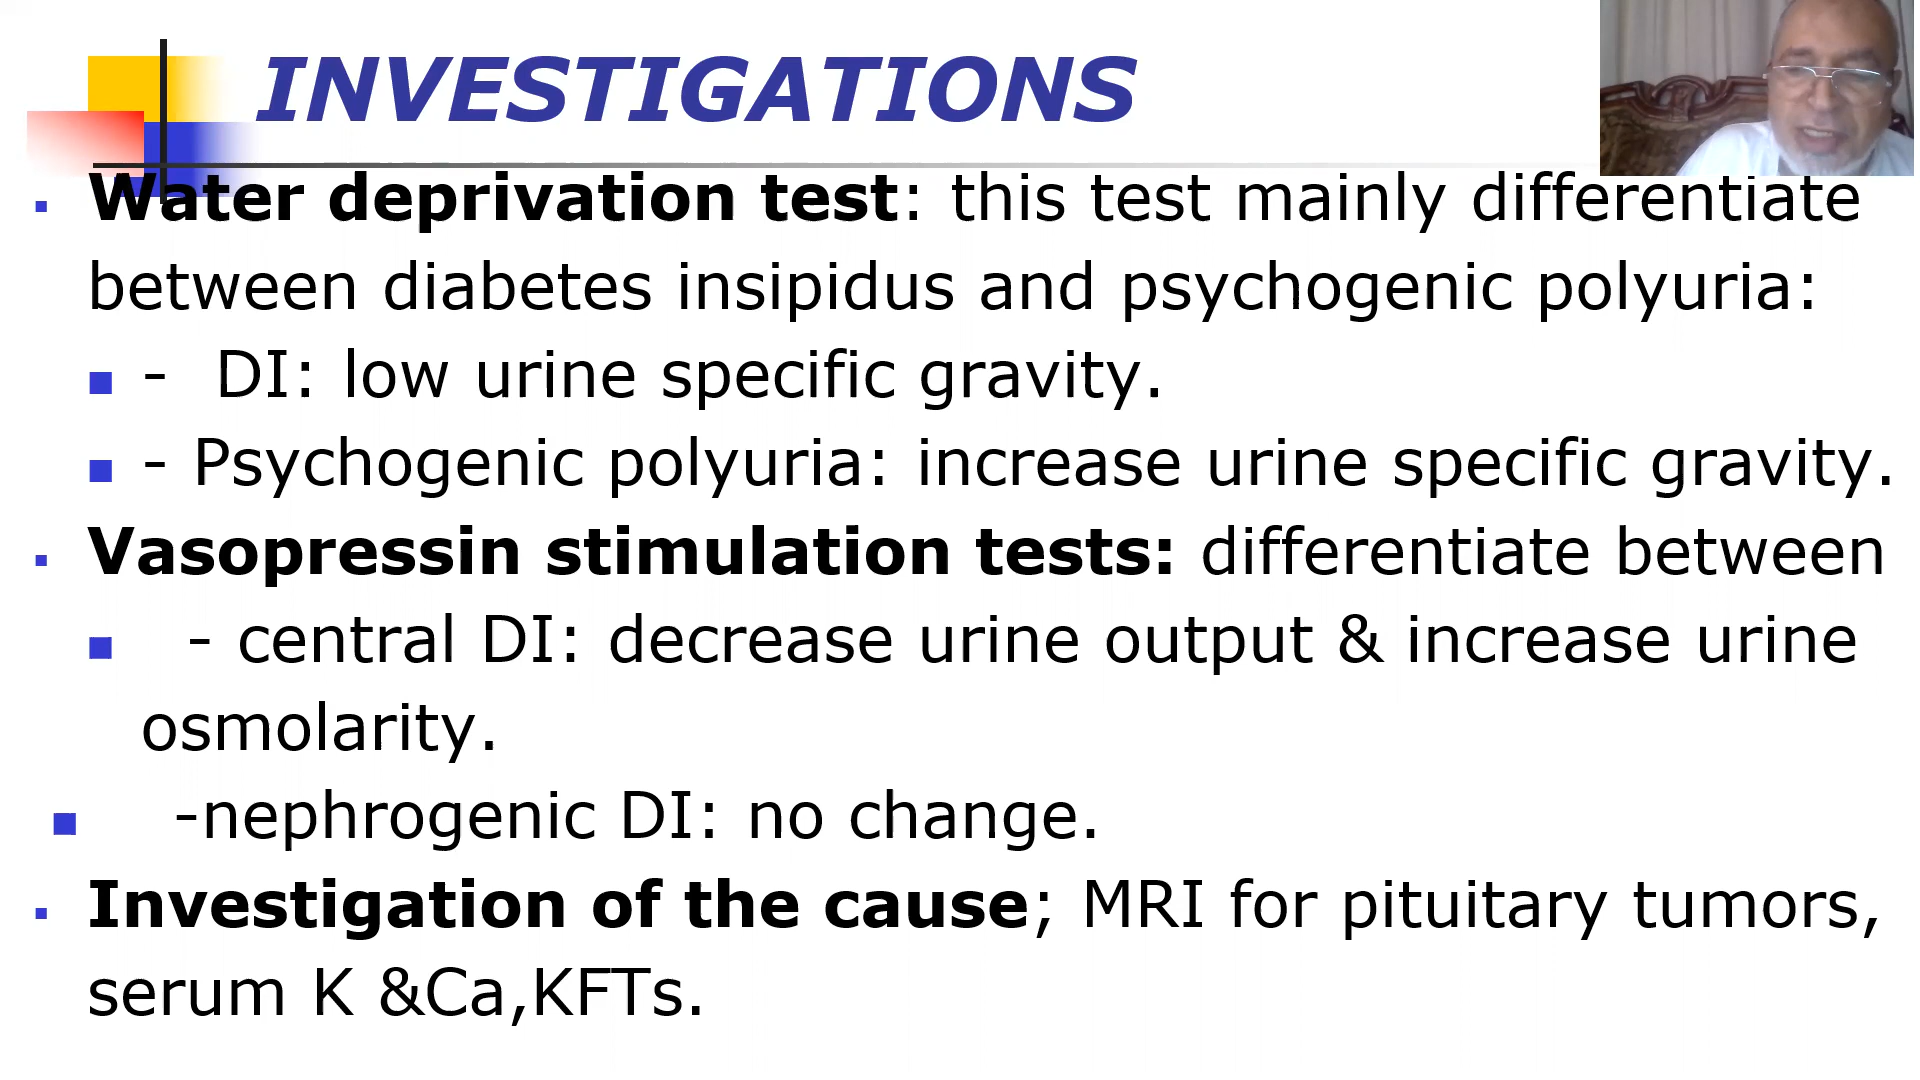 INVESTIGATIONS
Water deprivation test: this test mainly differentiate
between diabetes insipidus and psychogenic polyuria:
- DI: low urine specific gravity.
- Psychogenic polyuria: increase urine specific gravity.
Vasopressin stimulation tests: differentiate between
- central DI: decrease urine output & increase urine
osmolarity.
-nephrogenic DI: no change.
Investigation of the cause; MRI for pituitary tumors,
serum K &Ca,KFTs.